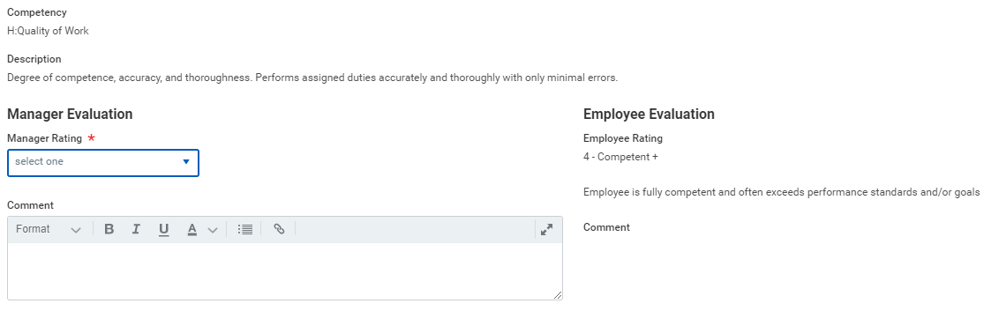 Competency
H:Quality of Work
Description
Degree of competence, accuracy, and thoroughness. Performs assigned duties accurately and thoroughly with only minimal errors.
Manager Evaluation
Manager Rating *
select one
Comment
Format B I U A
Employee Evaluation
Employee Rating
4 - Competent +
Employee is fully competent and often exceeds performance standards and/or goals
Comment